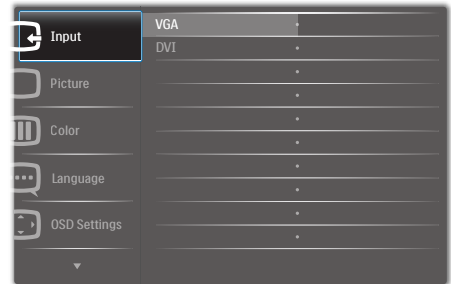 Input
Picture
Color
Language
OSD Settings
VGA
DVI